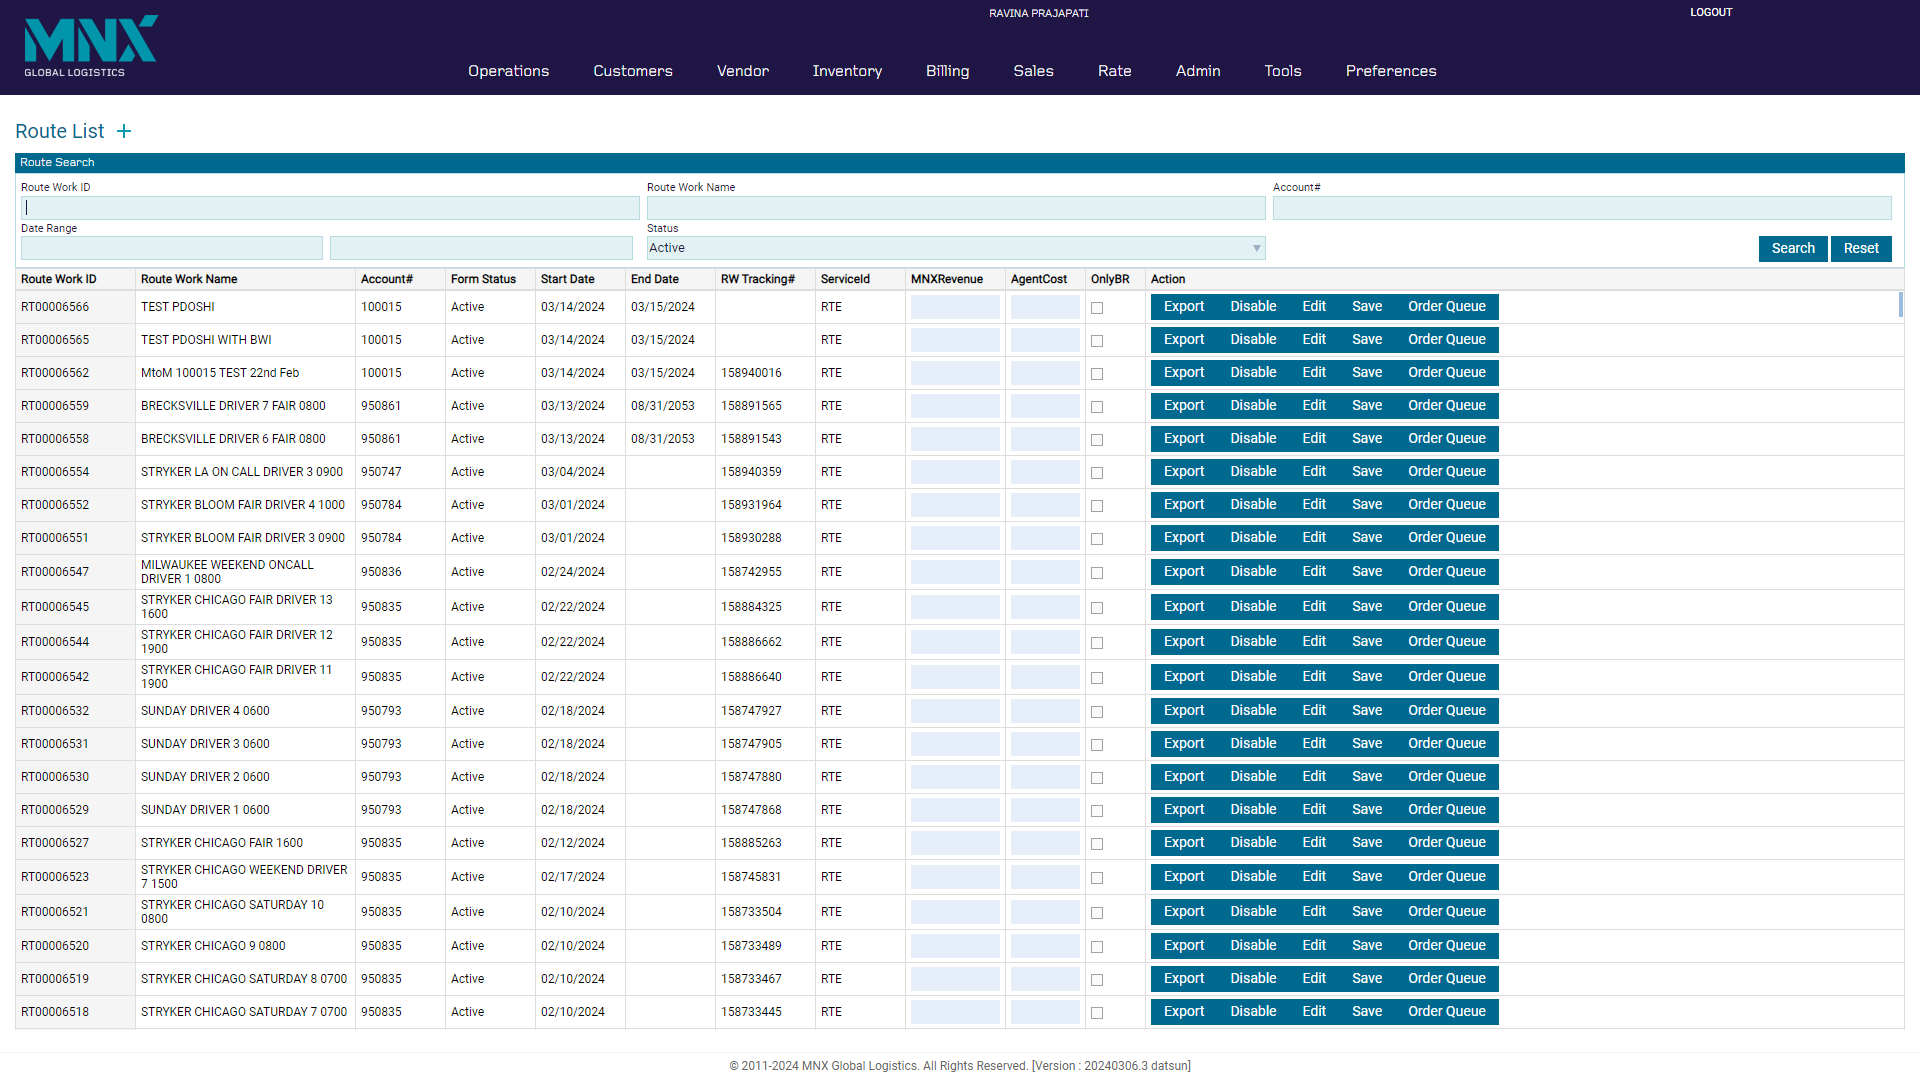 MNX
GLOBAL LOGISTICS
RAVINA PRAJAPATI
LOGOUT
Operations Customers Vendor Inventory Billing Sales Rate Admin Tools Preferences
Route List +
Route Search
Route Work ID Route Work Name Account#
Date Range Status
Active Search Reset
Route Work ID Route Work Name Account# Form Status Start Date End Date RW Tracking# ServiceId MNXRevenue AgentCost OnlyBR Action
RT00006566 TEST PDOSHI 100015 Active 03/14/2024 03/15/2024 RTE Export Disable Edit Save Order Queue
RT00006565 TEST PDOSHI WITH BWI 100015 Active 03/14/2024 03/15/2024 RTE Export Disable Edit Save Order Queue
RT00006562 MtoM 100015 TEST 22nd Feb 100015 Active 03/14/2024 03/15/2024 158940016 RTE Export Disable Edit Save Order Queue
RT00006559 BRECKSVILLE DRIVER 7 FAIR 0800 950861 Active 03/13/2024 08/31/2053 158891565 RTE Export Disable Edit Save Order Queue
RT00006558 BRECKSVILLE DRIVER 6 FAIR 0800 950861 Active 03/13/2024 08/31/2053 158891543 RTE Export Disable Edit Save Order Queue
RT00006554 STRYKER LA ON CALL DRIVER 3 0900 950747 Active 03/04/2024 158940359 RTE Export Disable Edit Save Order Queue
RT00006552 STRYKER BLOOM FAIR DRIVER 4 1000 950784 Active 03/01/2024 158931964 RTE Export Disable Edit Save Order Queue
RT00006551 STRYKER BLOOM FAIR DRIVER 3 0900 950784 Active 03/01/2024 158930288 RTE Export Disable Edit Save Order Queue
RT00006547 MILWAUKEE WEEKEND ONCALL DRIVER 1 0800 950836 Active 02/24/2024 158742955 RTE Export Disable Edit Save Order Queue
RT00006545 STRYKER CHICAGO FAIR DRIVER 13 1600 950835 Active 02/22/2024 158884325 RTE Export Disable Edit Save Order Queue
RT00006544 STRYKER CHICAGO FAIR DRIVER 12 1900 950835 Active 02/22/2024 158886662 RTE Export Disable Edit Save Order Queue
RT00006542 STRYKER CHICAGO FAIR DRIVER 11 1900 950835 Active 02/22/2024 158886640 RTE Export Disable Edit Save Order Queue
RT00006532 SUNDAY DRIVER 4 0600 950793 Active 02/18/2024 158747927 RTE Export Disable Edit Save Order Queue
RT00006531 SUNDAY DRIVER 3 0600 950793 Active 02/18/2024 158747905 RTE Export Disable Edit Save Order Queue
RT00006530 SUNDAY DRIVER 2 0600 950793 Active 02/18/2024 158747880 RTE Export Disable Edit Save Order Queue
RT00006529 SUNDAY DRIVER 1 0600 950793 Active 02/18/2024 158747868 RTE Export Disable Edit Save Order Queue
RT00006527 STRYKER CHICAGO FAIR 1600 950835 Active 02/12/2024 158885263 RTE Export Disable Edit Save Order Queue
RT00006523 STRYKER CHICAGO WEEKEND DRIVER 7 1500 950835 Active 02/17/2024 158745831 RTE Export Disable Edit Save Order Queue
RT00006521 STRYKER CHICAGO SATURDAY 10 0800 950835 Active 02/10/2024 158733504 RTE Export Disable Edit Save Order Queue
RT00006520 STRYKER CHICAGO 9 0800 950835 Active 02/10/2024 158733489 RTE Export Disable Edit Save Order Queue
RT00006519 STRYKER CHICAGO SATURDAY 8 0700 950835 Active 02/10/2024 158733467 RTE Export Disable Edit Save Order Queue
RT00006518 STRYKER CHICAGO SATURDAY 7 0700 950835 Active 02/10/2024 158733445 RTE Export Disable Edit Save Order Queue
© 2011-2024 MNX Global Logistics. All Rights Reserved. [Version : 20240306.3 datsun]